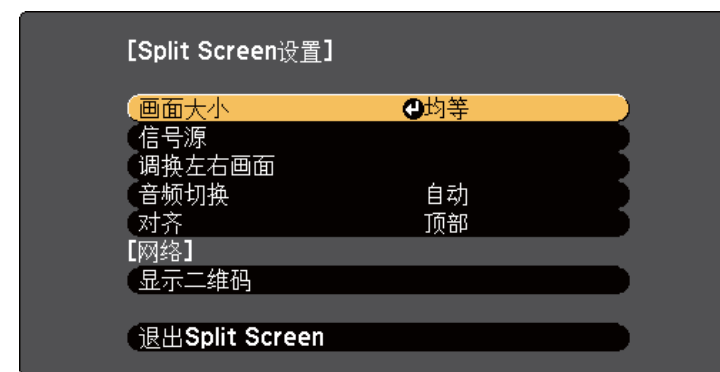 [Split Screen设置]
画面大小 均等
信号源
调换左右画面
音频切换 自动
对齐 顶部
[网络]
显示二维码
退出Split Screen